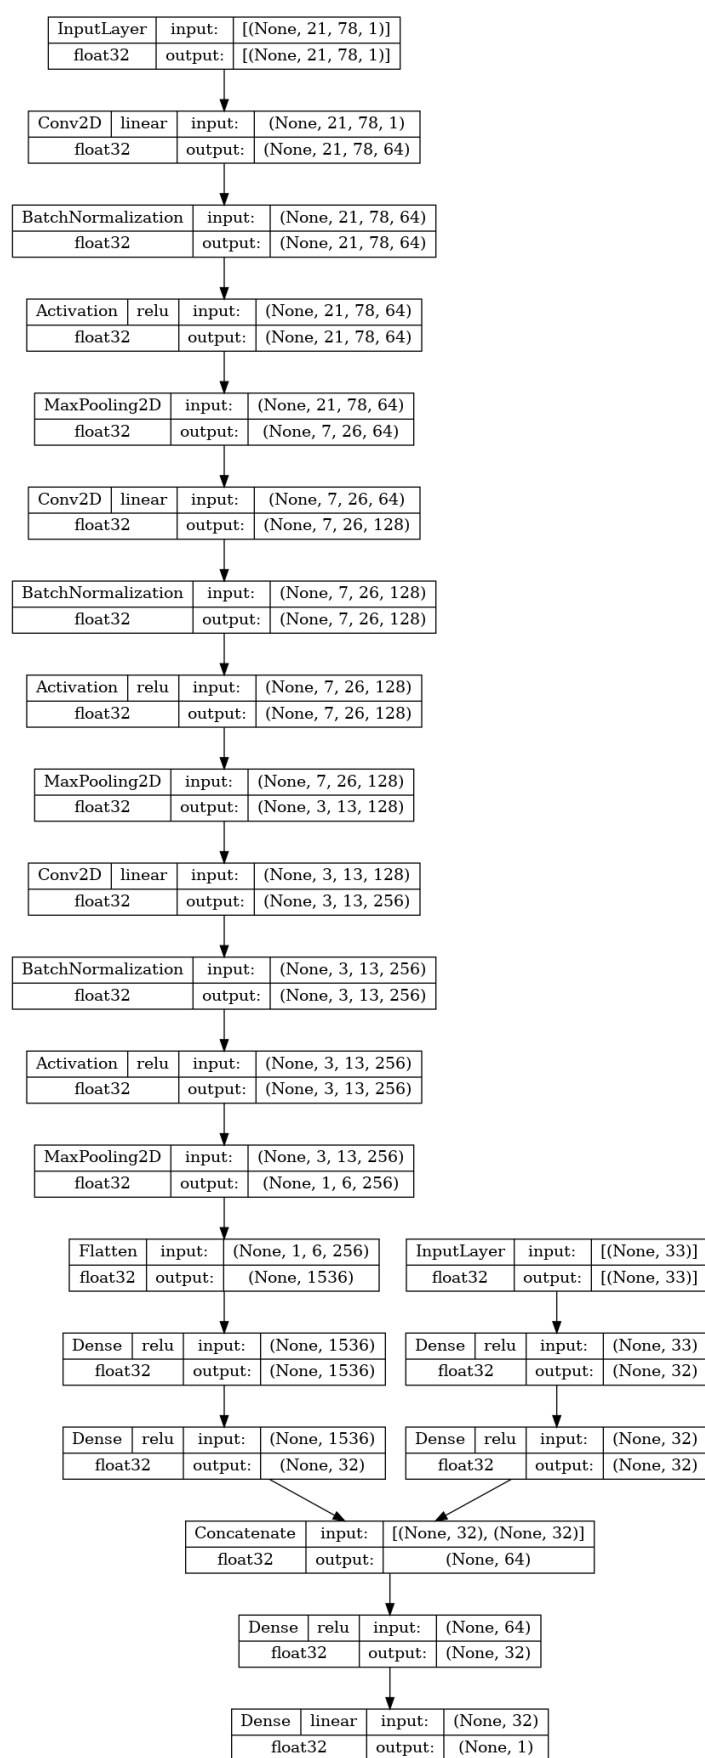 InputLayer input: [(None, 21, 78, 1)]
float32 output: [(None, 21, 78, 1)]
Conv2D linear input: (None, 21, 78, 1)
float32 output: (None, 21, 78, 64)
BatchNormalization input: (None, 21, 78, 64)
float32 output: (None, 21, 78, 64)
Activation relu input: (None, 21, 78, 64)
float32 output: (None, 21, 78, 64)
MaxPooling2D input: (None, 21, 78, 64)
float32 output: (None, 7, 26, 64)
Conv2D linear input: (None, 7, 26, 64)
float32 output: (None, 7, 26, 128)
BatchNormalization input: (None, 7, 26, 128)
float32 output: (None, 7, 26, 128)
Activation relu input: (None, 7, 26, 128)
float32 output: (None, 7, 26, 128)
MaxPooling2D input: (None, 7, 26, 128)
float32 output: (None, 3, 13, 128)
Conv2D linear input: (None, 3, 13, 128)
float32 output: (None, 3, 13, 256)
BatchNormalization input: (None, 3, 13, 256)
float32 output: (None, 3, 13, 256)
Activation relu input: (None, 3, 13, 256)
float32 output: (None, 3, 13, 256)
MaxPooling2D input: (None, 3, 13, 256)
float32 output: (None, 1, 6, 256)
Flatten input: (None, 1, 6, 256)
float32 output: (None, 1536)
InputLayer input: [(None, 33)]
float32 output: [(None, 33)]
Dense relu input: (None, 1536)
float32 output: (None, 1536)
Dense relu input: (None, 33)
float32 output: (None, 32)
Dense relu input: (None, 1536)
float32 output: (None, 32)
Dense relu input: (None, 32)
float32 output: (None, 32)
Concatenate input: [(None, 32), (None, 32)]
float32 output: (None, 64)
Dense relu input: (None, 64)
float32 output: (None, 32)
Dense linear input: (None, 32)
float32 output: (None, 1)